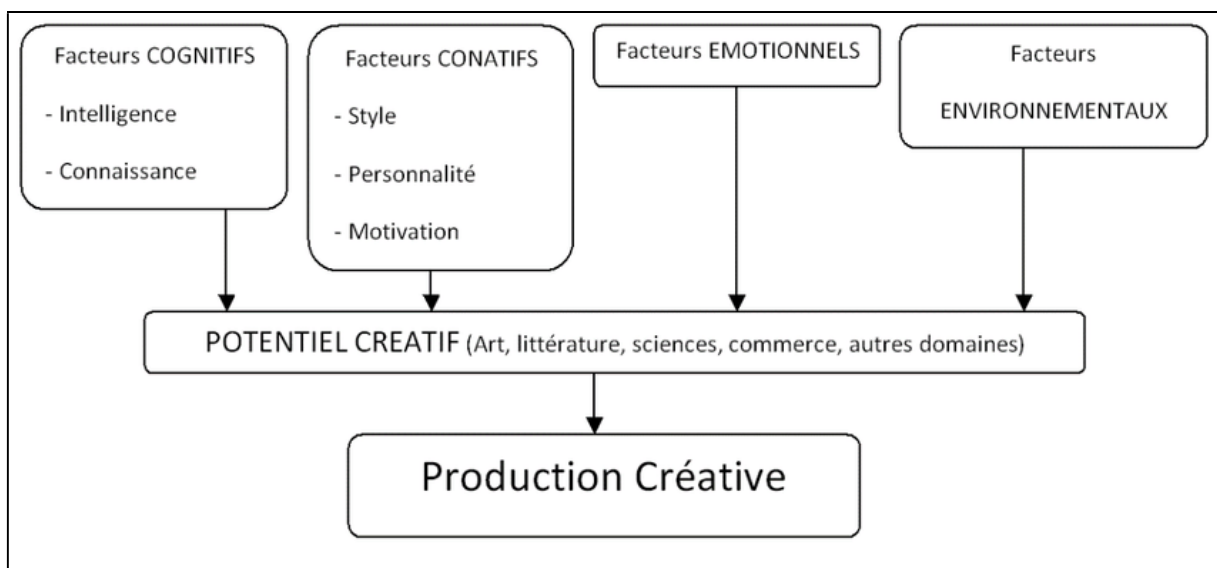 Facteurs COGNITIFS
- Intelligence
- Connaissance
Facteurs CONATIFS
- Style
- Personnalité
- Motivation
Facteurs EMOTIONNELS
Facteurs
ENVIRONNEMENTAUX
POTENTIEL CREATIF (Art, littérature, sciences, commerce, autres domaines)
Production Créative